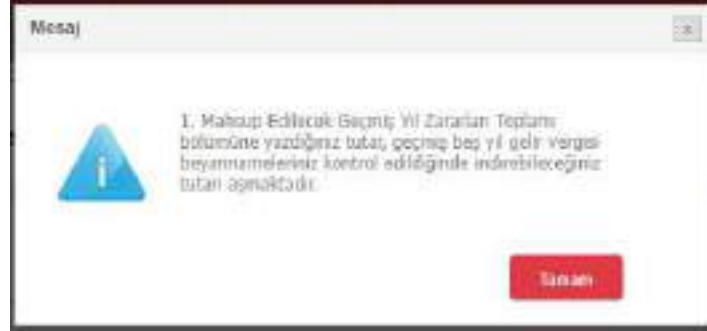 Mesaj
x
1. Mahsup Edilecek Geçmiş Yıl Zararları Toplamı
bölümüne yazdığınız tutar, geçmiş beş yıl gelir vergisi
beyannameleriniz kontrol edildiğinde indirebileceğiniz
tutarı aşmaktadır.
Tamam